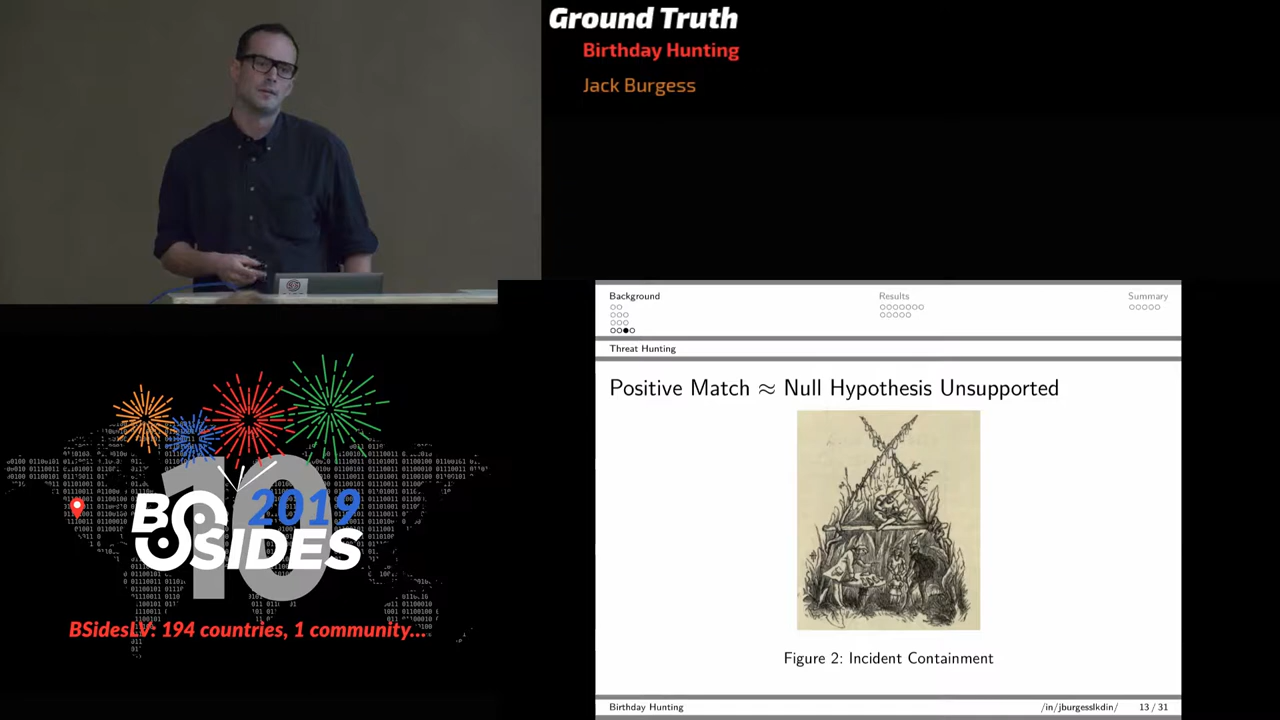 Ground Truth
Birthday Hunting
Jack Burgess
Background
Results
Summary
Threat Hunting
Positive Match ≈ Null Hypothesis Unsupported
Figure 2: Incident Containment
Birthday Hunting
/in/jburgesslkdin/
13 / 31
10
2019
BSIDES
BSidesLV: 194 countries, 1 community...